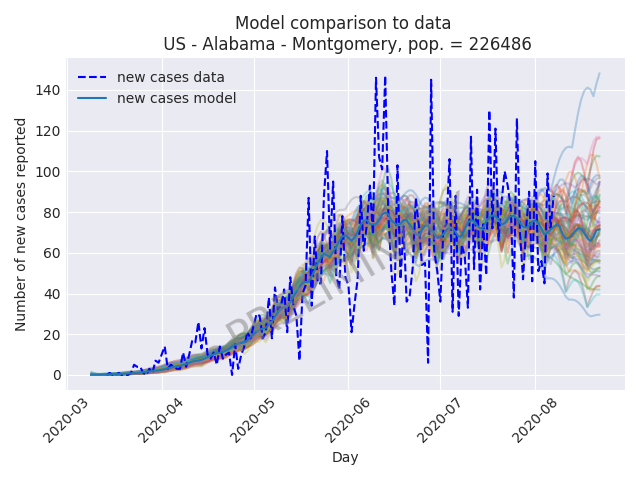 Model comparison to data
US - Alabama - Montgomery, pop. = 226486
new cases data
new cases model
Number of new cases reported
140
120
100
80
60
40
20
0
2020-03
2020-04
2020-05
2020-06
2020-07
2020-08
Day